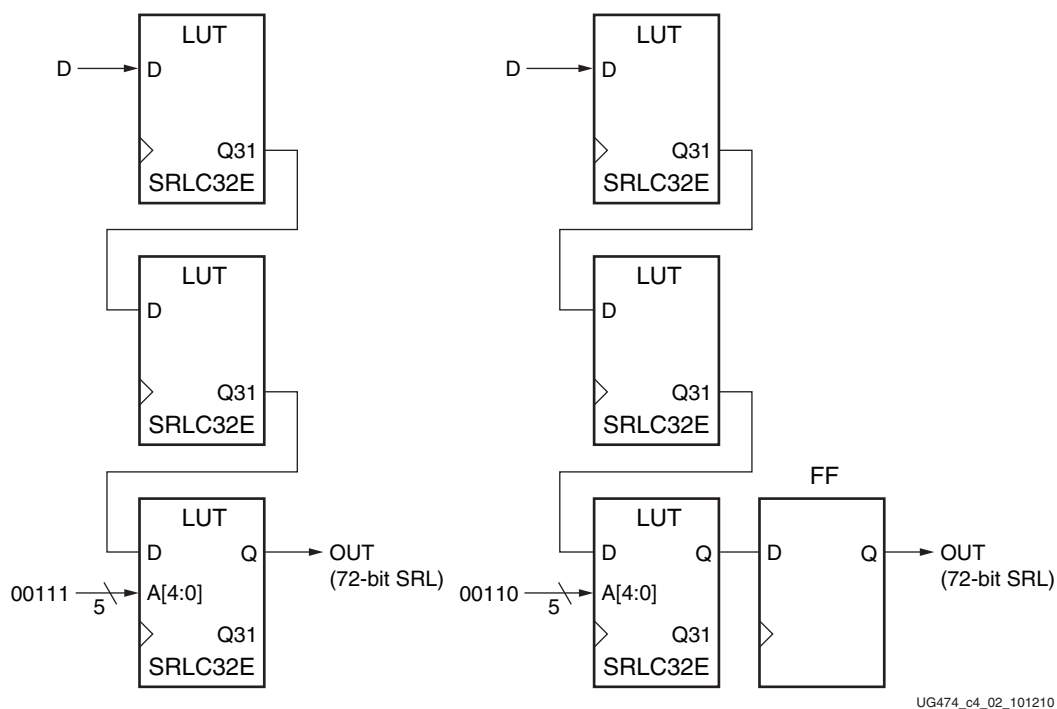 LUT
D
D
Q31
SRLC32E
LUT
D
Q31
SRLC32E
LUT
D
Q
OUT
(72-bit SRL)
00111
5
A[4:0]
Q31
SRLC32E
LUT
D
D
Q31
SRLC32E
LUT
D
Q31
SRLC32E
LUT
D
Q
00110
5
A[4:0]
Q31
SRLC32E
FF
D
Q
OUT
(72-bit SRL)
UG474_c4_02_101210